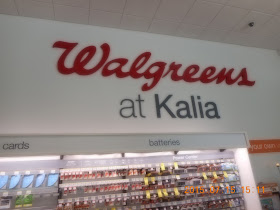 Walgreens
at Kalia
cards
batteries